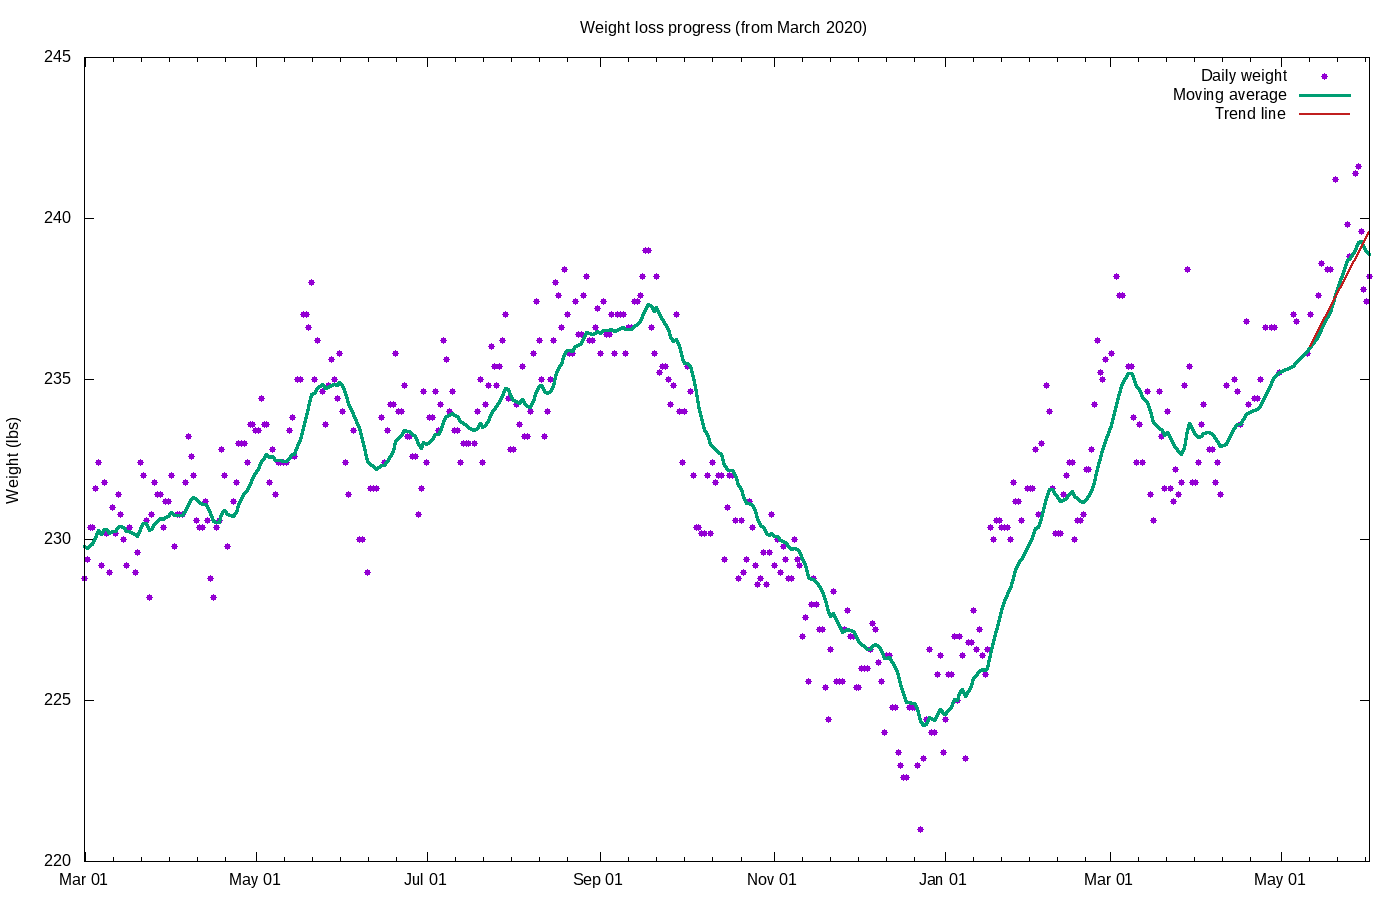 Weight loss progress (from March 2020)
Daily weight
Moving average
Trend line
Weight (lbs)
245
240
235
230
225
220
Mar 01
May 01
Jul 01
Sep 01
Nov 01
Jan 01
Mar 01
May 01